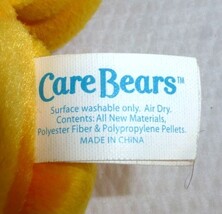 Care Bears™
Surface washable only. Air Dry.
Contents: All New Materials,
Polyester Fiber & Polypropylene Pellets.
MADE IN CHINA